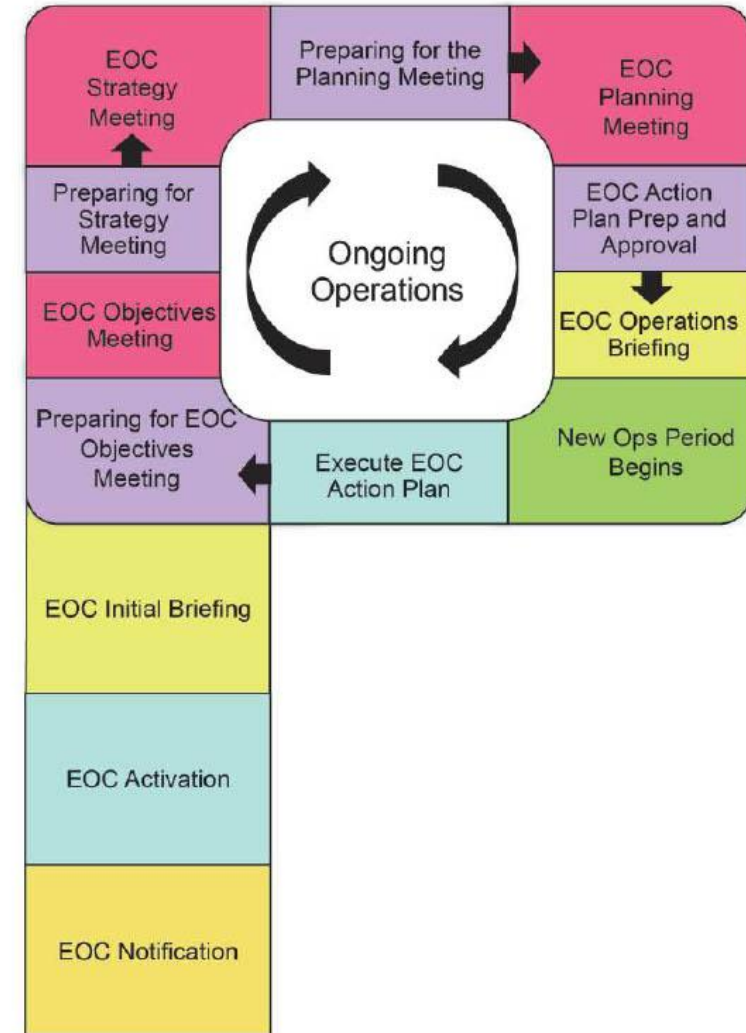 EOC
Strategy
Meeting
Preparing for the
Planning Meeting
EOC
Planning
Meeting
Preparing for
Strategy
Meeting
EOC Action
Plan Prep and
Approval
Ongoing
Operations
EOC Objectives
Meeting
EOC Operations
Briefing
Preparing for EOC
Objectives
Meeting
Execute EOC
Action Plan
New Ops Period
Begins
EOC Initial Briefing
EOC Activation
EOC Notification